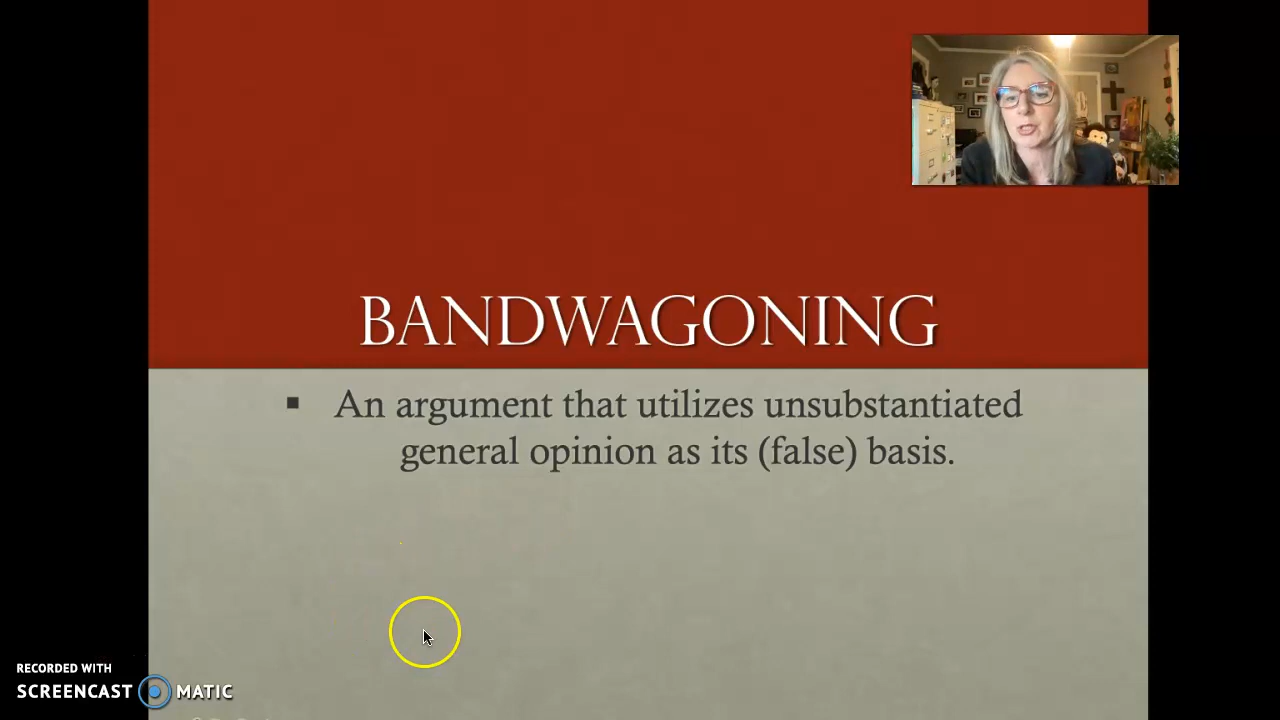 BANDWAGONING
▪ An argument that utilizes unsubstantiated
general opinion as its (false) basis.
RECORDED WITH
SCREENCAST MATIC